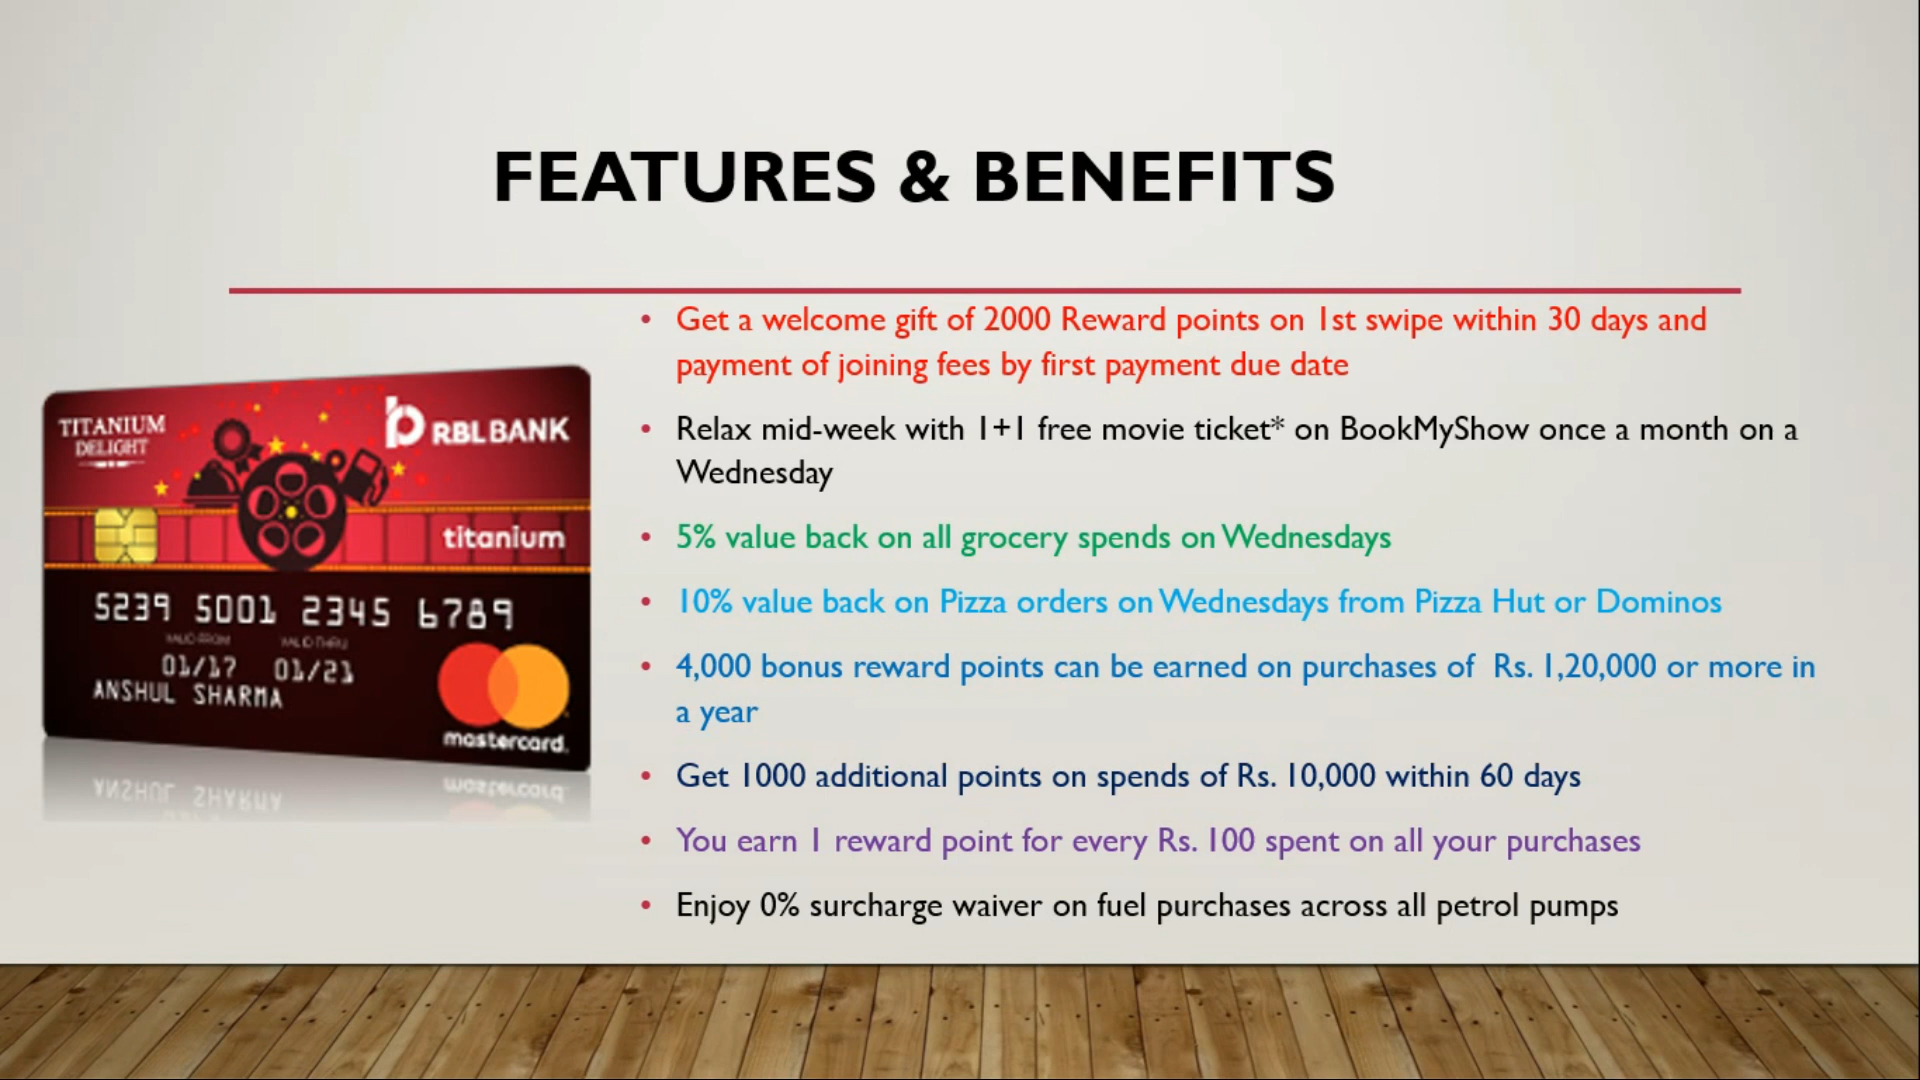 FEATURES & BENEFITS
• Get a welcome gift of 2000 Reward points on 1st swipe within 30 days and
payment of joining fees by first payment due date
• Relax mid-week with 1+1 free movie ticket* on BookMyShow once a month on a
Wednesday
• 5% value back on all grocery spends on Wednesdays
• 10% value back on Pizza orders on Wednesdays from Pizza Hut or Dominos
• 4,000 bonus reward points can be earned on purchases of Rs. 1,20,000 or more in
a year
• Get 1000 additional points on spends of Rs. 10,000 within 60 days
• You earn 1 reward point for every Rs. 100 spent on all your purchases
• Enjoy 0% surcharge waiver on fuel purchases across all petrol pumps
TITANIUM
DELIGHT
RBL BANK
titanium
5239 5001 2345 6789
VALID FROM VALID THRU
01/17 01/21
ANSHUL SHARMA
mastercard.